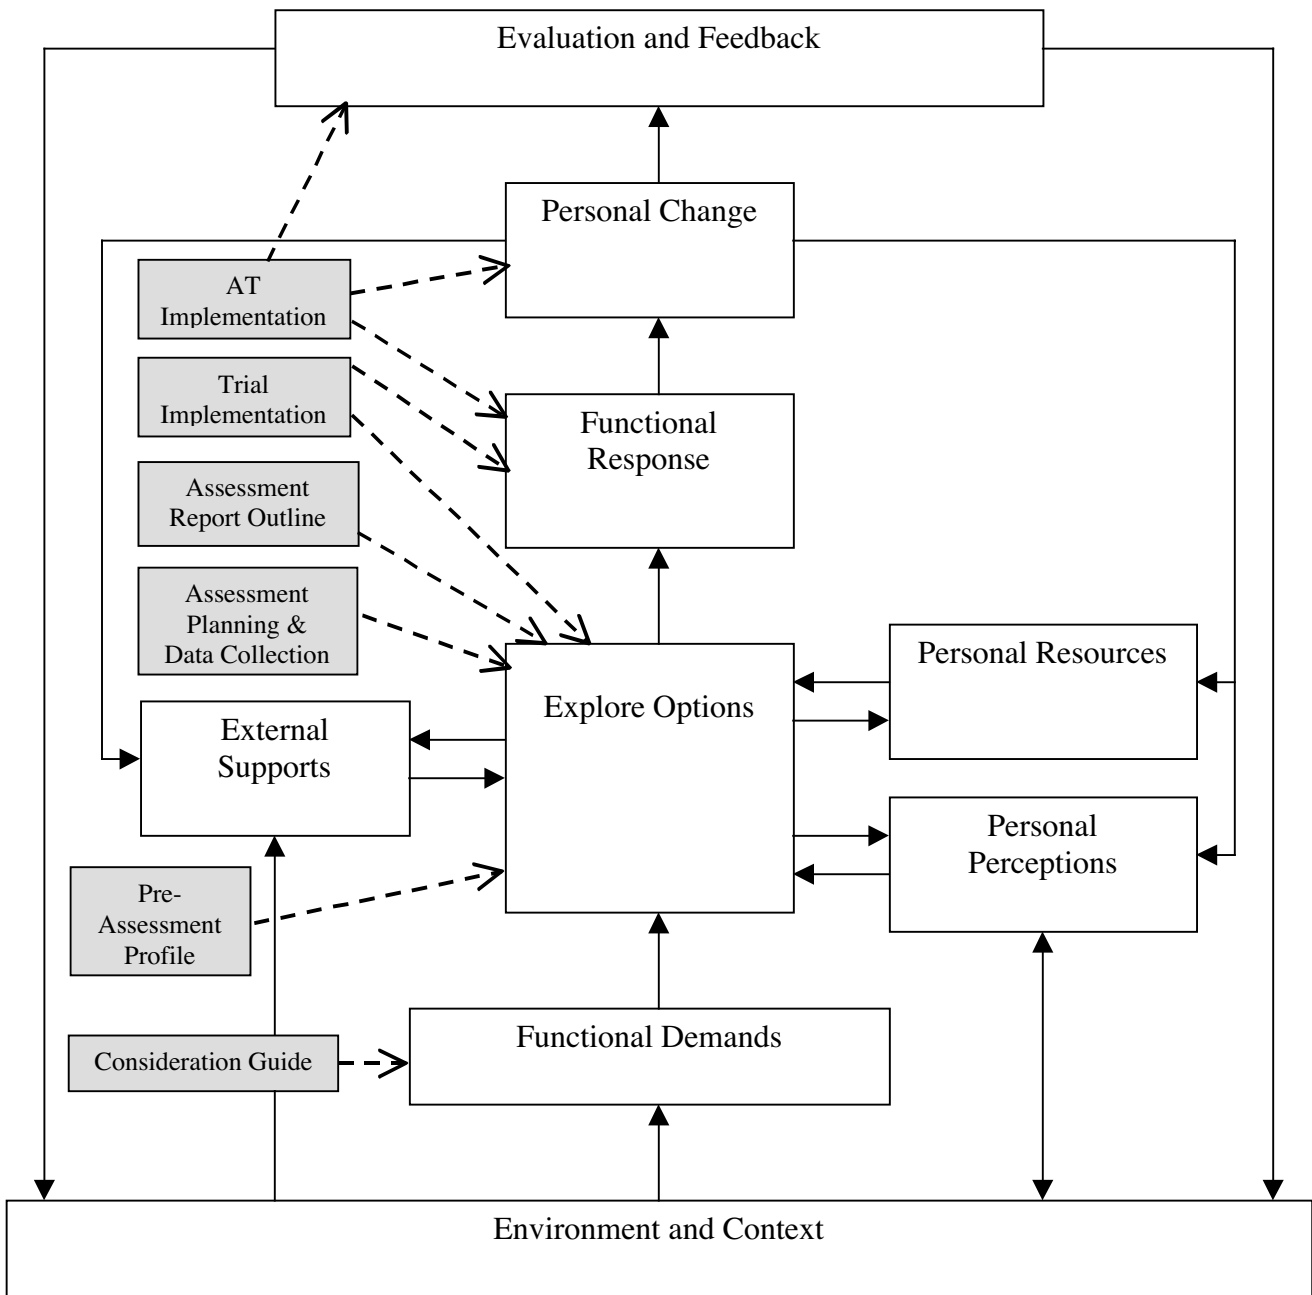 Evaluation and Feedback
Personal Change
AT
Implementation
Trial
Implementation
Functional
Response
Assessment
Report Outline
Assessment
Planning &
Data Collection
Personal Resources
Explore Options
External
Supports
Personal
Perceptions
Pre-
Assessment
Profile
Functional Demands
Consideration Guide
Environment and Context